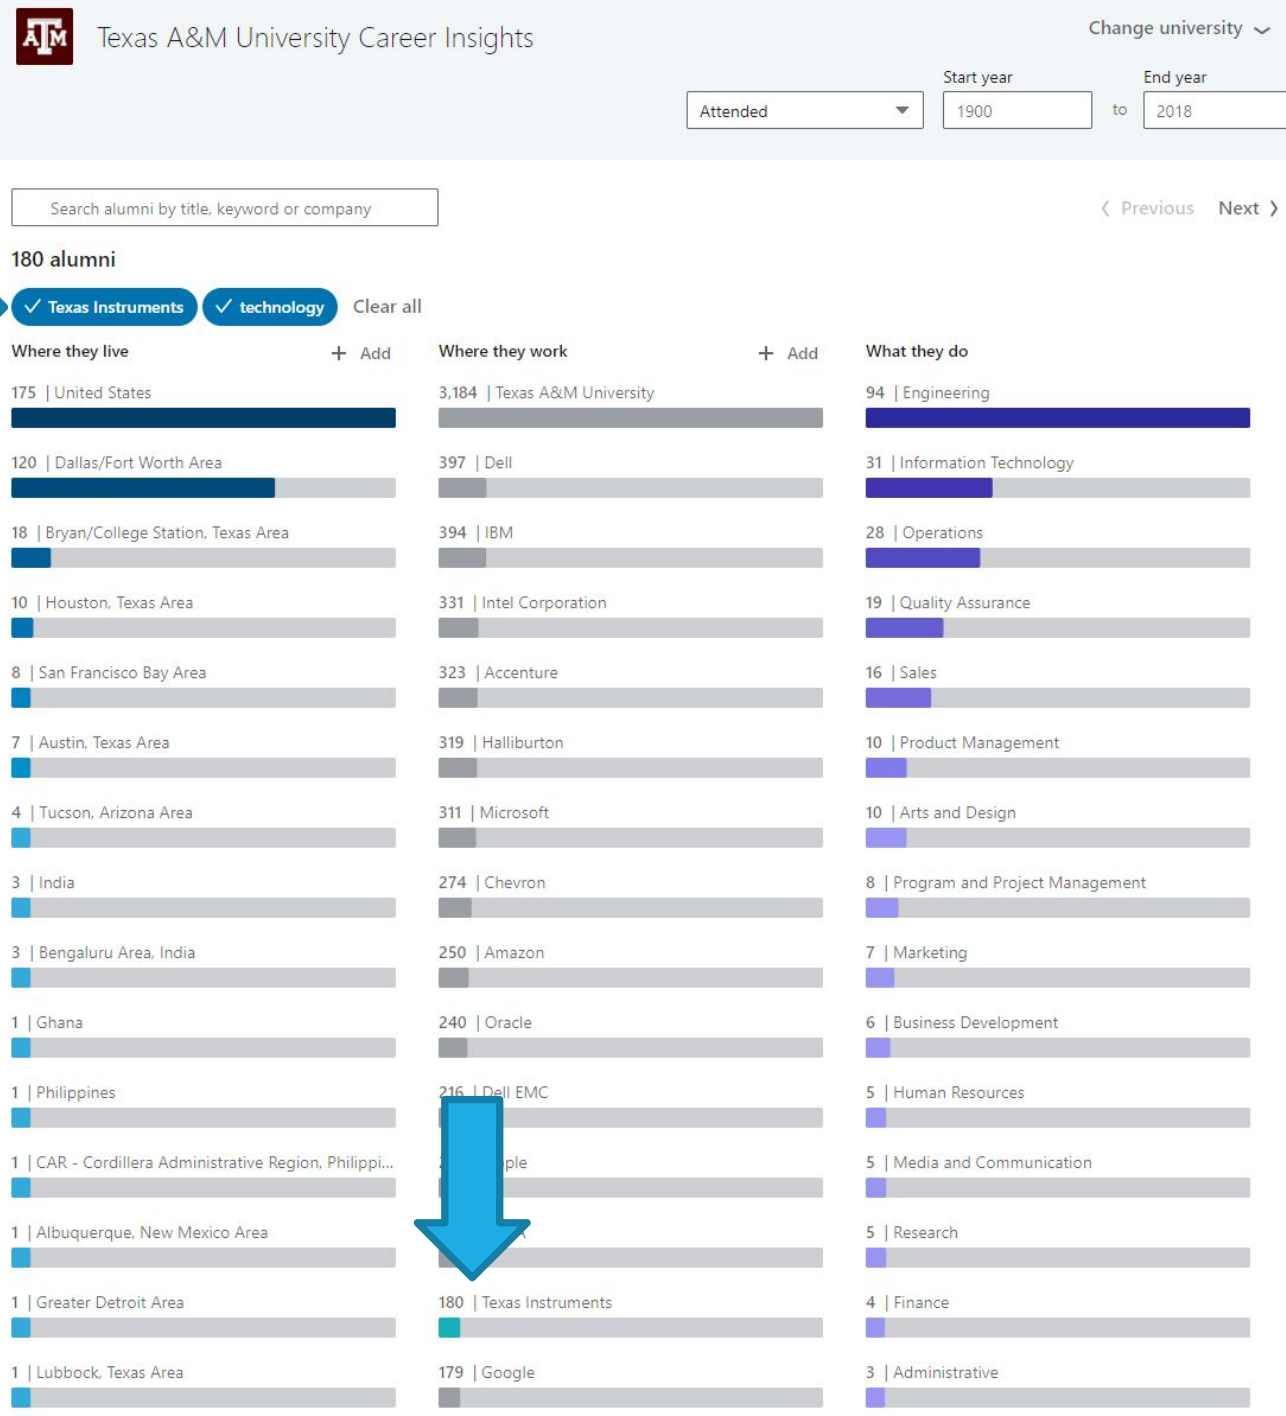 ATM Texas A&M University Career Insights
Change university
Start year
End year
Attended
1900
to
2018
Search alumni by title, keyword or company
Previous Next
180 alumni
Texas Instruments technology Clear all
Where they live + Add
175 | United States
120 | Dallas/Fort Worth Area
18 | Bryan/College Station, Texas Area
10 | Houston, Texas Area
8 | San Francisco Bay Area
7 | Austin, Texas Area
4 | Tucson, Arizona Area
3 | India
3 | Bengaluru Area, India
1 | Ghana
1 | Philippines
1 | CAR - Cordillera Administrative Region, Philippi...
1 | Albuquerque, New Mexico Area
1 | Greater Detroit Area
1 | Lubbock, Texas Area
Where they work + Add
3,184 | Texas A&M University
397 | Dell
394 | IBM
331 | Intel Corporation
323 | Accenture
319 | Halliburton
311 | Microsoft
274 | Chevron
250 | Amazon
240 | Oracle
216 | Dell EMC
180 | Texas Instruments
179 | Google
What they do
94 | Engineering
31 | Information Technology
28 | Operations
19 | Quality Assurance
16 | Sales
10 | Product Management
10 | Arts and Design
8 | Program and Project Management
7 | Marketing
6 | Business Development
5 | Human Resources
5 | Media and Communication
5 | Research
4 | Finance
3 | Administrative